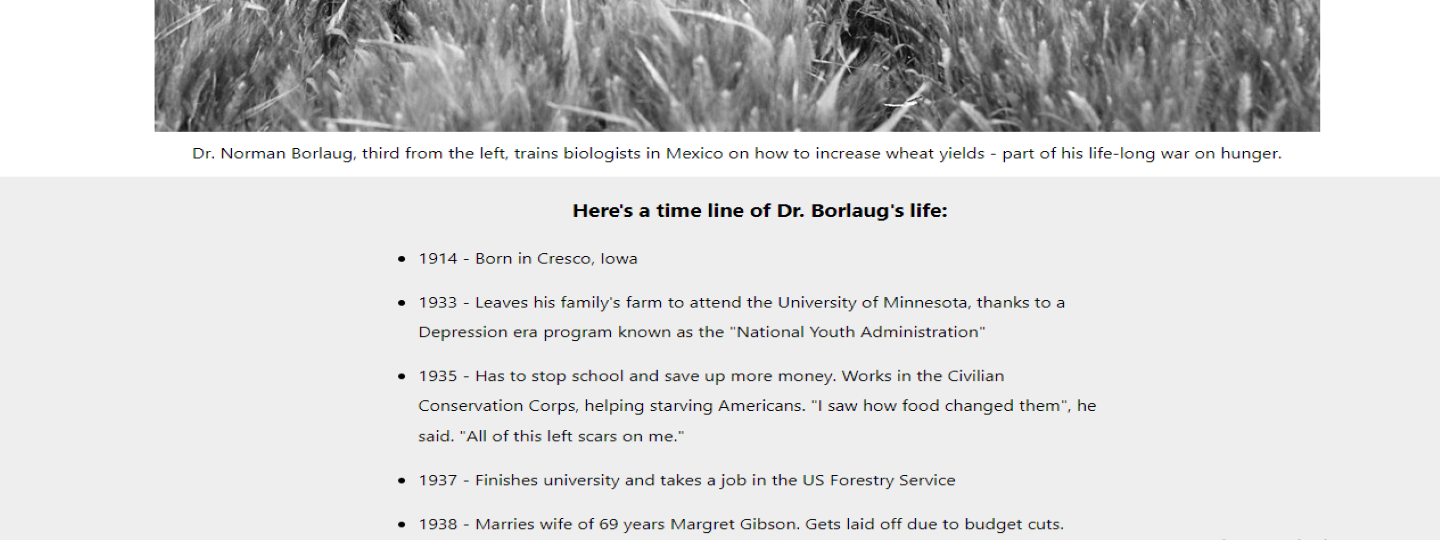 Dr. Norman Borlaug, third from the left, trains biologists in Mexico on how to increase wheat yields - part of his life-long war on hunger.
Here's a time line of Dr. Borlaug's life:
• 1914 - Born in Cresco, Iowa
• 1933 - Leaves his family's farm to attend the University of Minnesota, thanks to a
Depression era program known as the "National Youth Administration"
• 1935 - Has to stop school and save up more money. Works in the Civilian
Conservation Corps, helping starving Americans. "I saw how food changed them", he
said. "All of this left scars on me."
• 1937 - Finishes university and takes a job in the US Forestry Service
• 1938 - Marries wife of 69 years Margret Gibson. Gets laid off due to budget cuts.